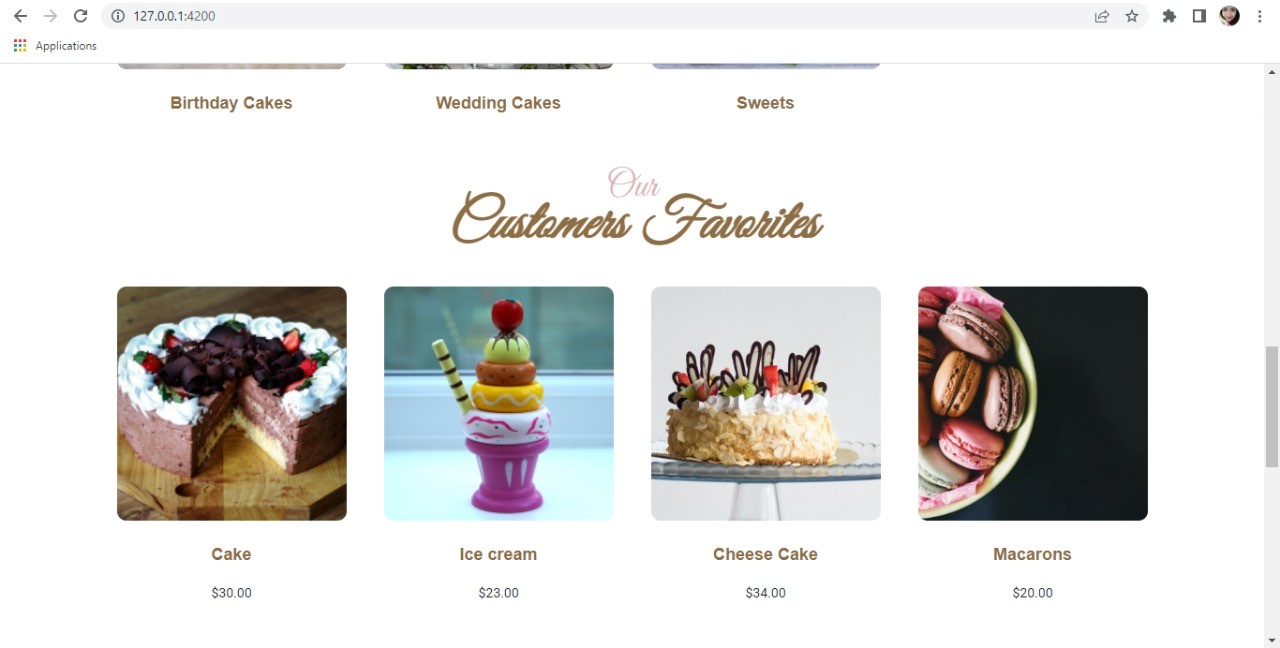 127.0.0.1:4200
Applications
Birthday Cakes Wedding Cakes Sweets
Our
Customers Favorites
Cake Ice cream Cheese Cake Macarons
$30.00 $23.00 $34.00 $20.00